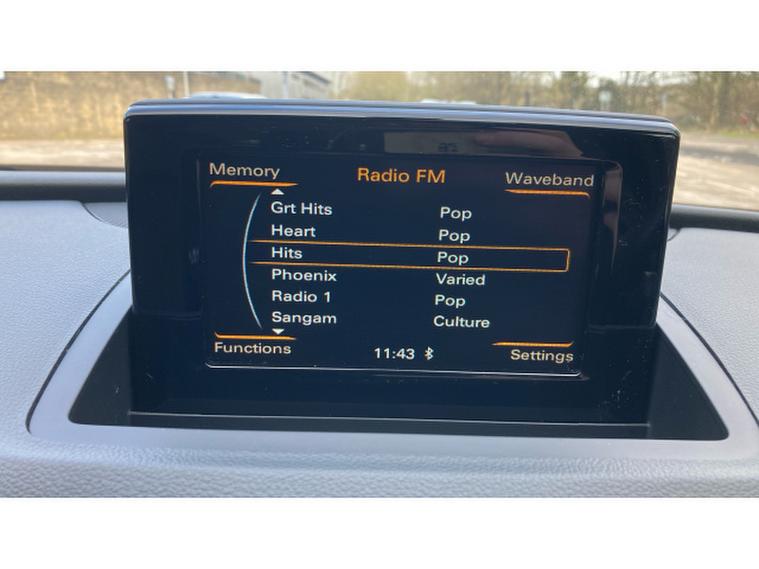 Memory Radio FM Waveband
Grt Hits Pop
Heart Pop
Hits Pop
Phoenix Varied
Radio 1 Pop
Sangam Culture
Functions 11:43 Settings